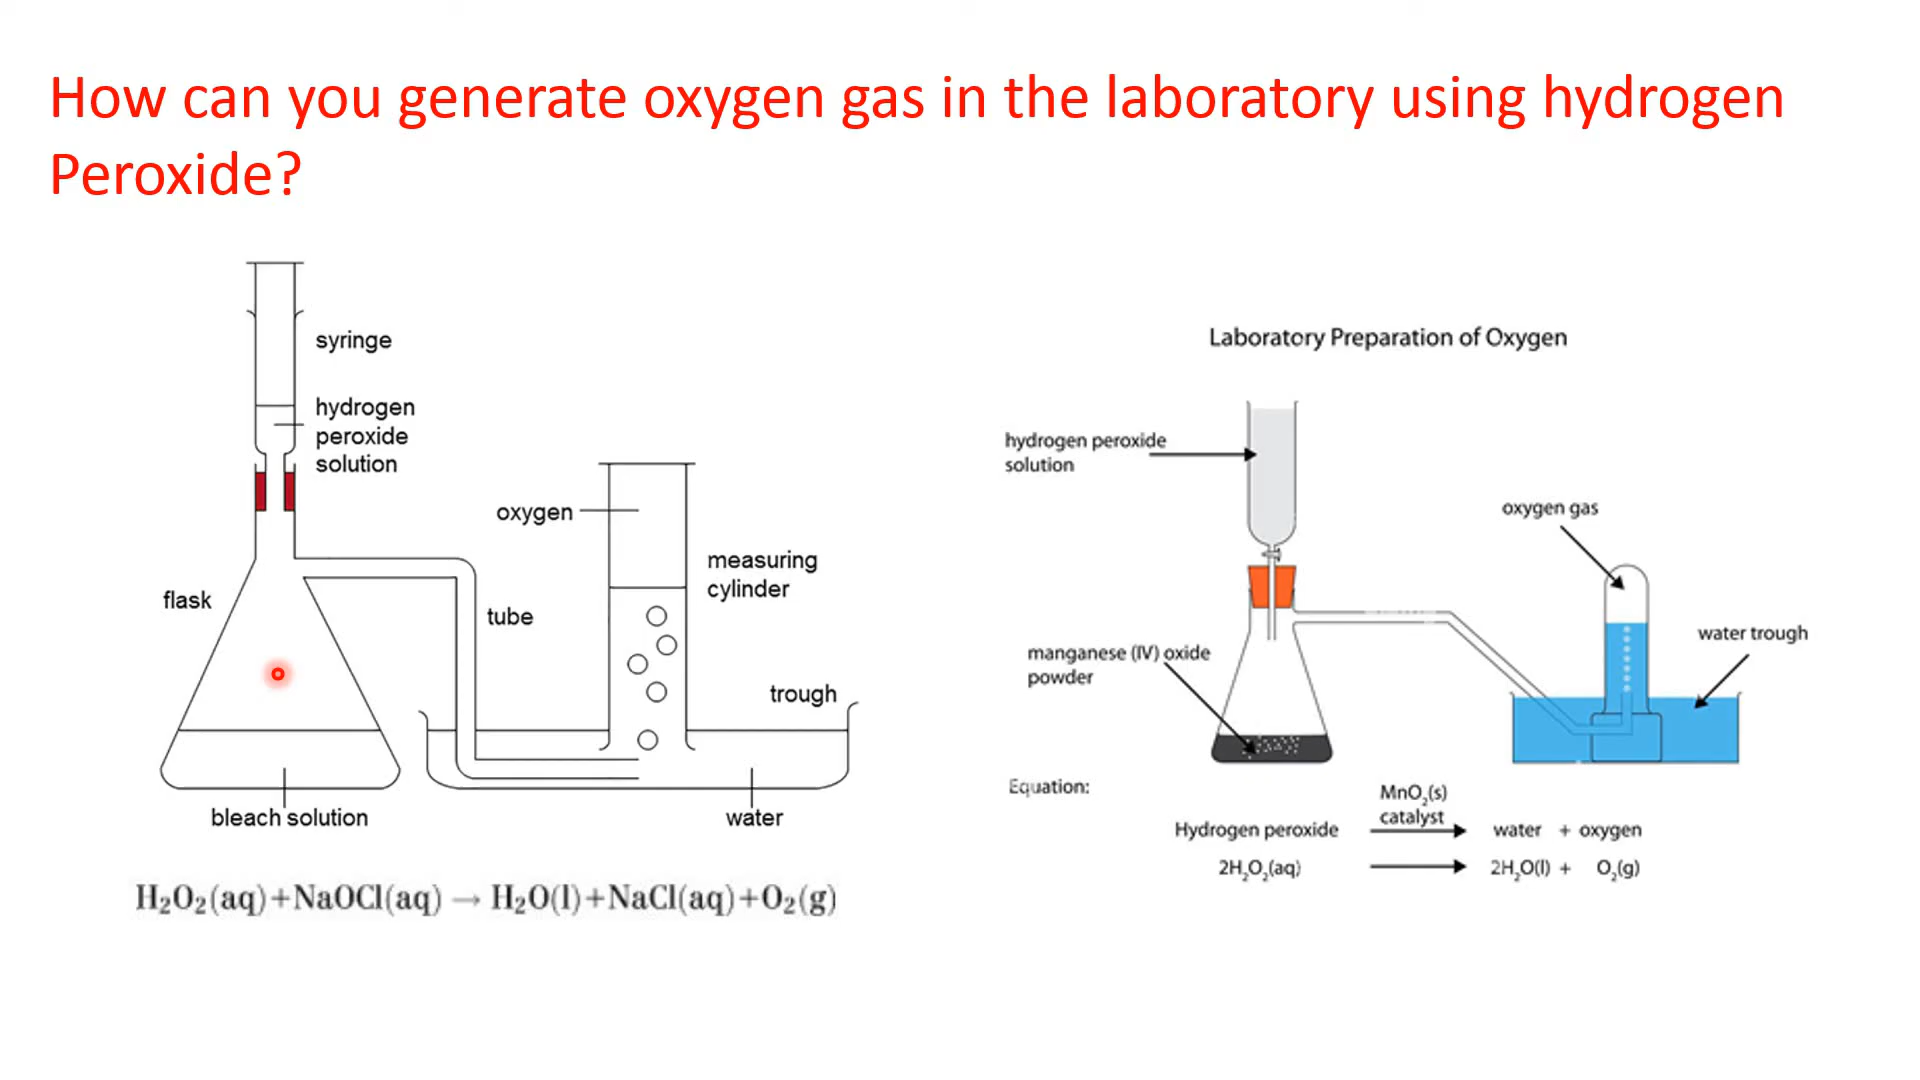 How can you generate oxygen gas in the laboratory using hydrogen
Peroxide?
syringe
hydrogen
peroxide
solution
oxygen
measuring
cylinder
flask
tube
trough
bleach solution
water
H₂O₂(aq)+NaOCl(aq) → H₂O(l)+NaCl(aq)+O₂(g)
Laboratory Preparation of Oxygen
hydrogen peroxide
solution
oxygen gas
water trough
manganese (IV) oxide
powder
Equation:
MnO₂(s)
catalyst
Hydrogen peroxide water + oxygen
2H₂O₂(aq) 2H₂O(l) + O₂(g)